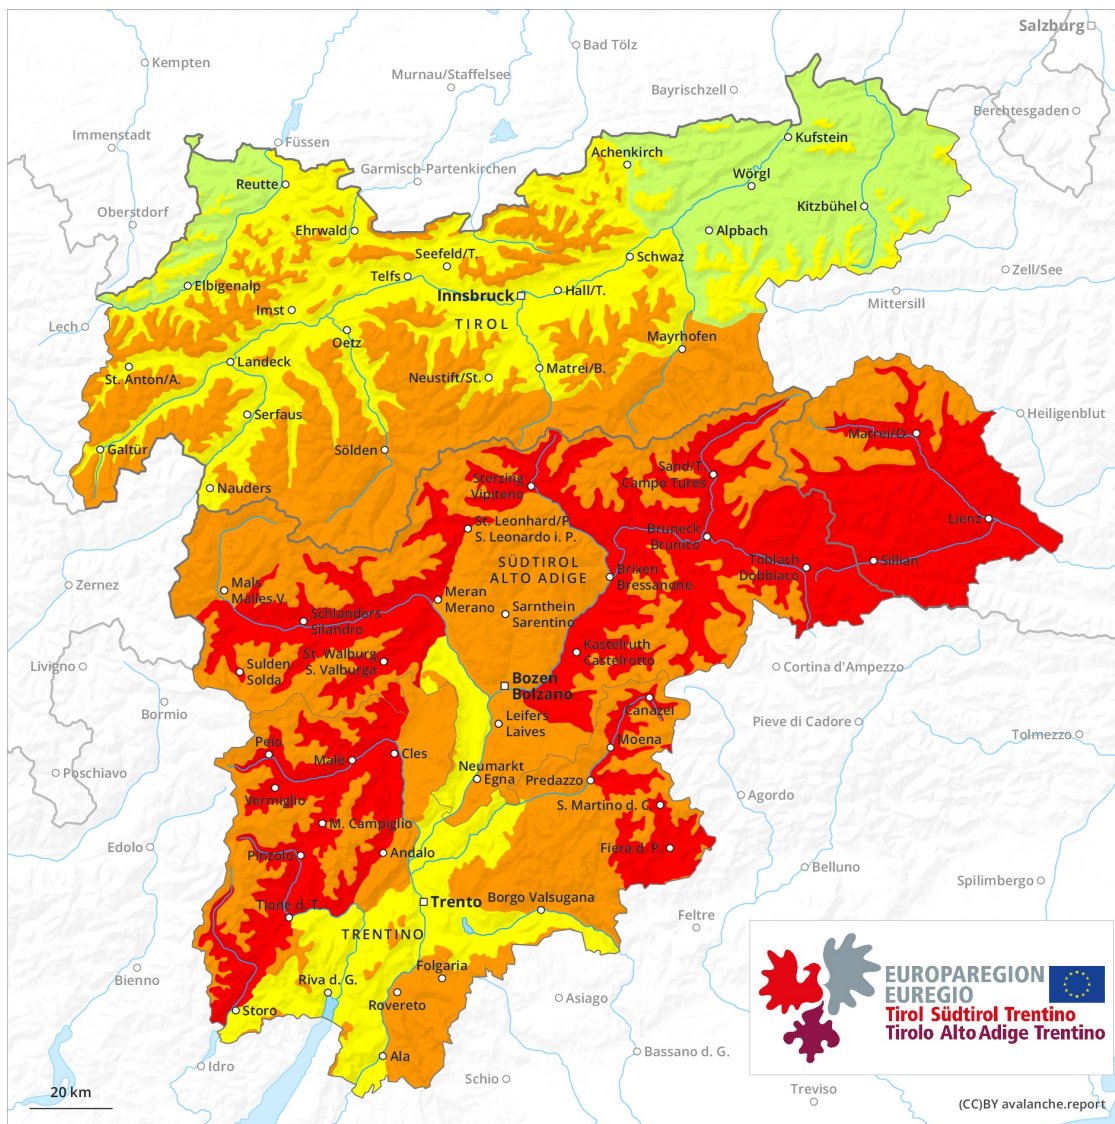 Salzburg
Bad Tölz
Kempten
Murnau/Staffelsee
Bayrischzell
Berchtesgaden
Immenstadt
Füssen
Kufstein
Achenkirch
Garmisch-Partenkirchen
Wörgl
Reutte
Kitzbühel
Oberstdorf
Ehrwald
Alpbach
Seefeld/T.
Schwaz
Zell/See
Telfs
Elbigenalp
Innsbruck
Hall/T.
Mittersill
Imst
TIROL
Lech
Oetz
Mayrhofen
Landeck
Matrei/B.
St. Anton/A.
Neustift/St.
Serfaus
Heiligenblut
Matrei/O.
Galtür
Sölden
Sand/T.
Campo Tures
Sterzing
Vipiteno
Nauders
Lienz
St. Leonhard/P.
S. Leonardo i. P.
Bruneck
Brunico
SÜDTIROL
ALTO ADIGE
Toblach
Dobbiaco
Sillian
Brixen
Bressanone
Zernez
Mals
Malles V.
Meran
Merano
Sarnthein
Sarentino
Schlanders
Silandro
Kastelruth
Castelrotto
St. Walburg
S. Valburga
Livigno
Sulden
Solda
Cortina d'Ampezzo
Bozen
Bolzano
Bormio
Canazei
Leifers
Laives
Pieve di Cadore
Tolmezzo
Moena
Peio
Cles
Malé
Neumarkt
Egna
Predazzo
Poschiavo
Vermiglio
Agordo
S. Martino d. C.
M. Campiglio
Edolo
Fiera d. P.
Andalo
Pinzolo
Belluno
Spilimbergo
Borgo Valsugana
Trento
Tione d. T.
Feltre
TRENTINO
Folgaria
Bienno
Riva d. G.
Rovereto
Asiago
Storo
Ala
Bassano d. G.
Idro
Schio
Treviso
EUROPAREGION
EUREGIO
Tirol Südtirol Trentino
Tirolo Alto Adige Trentino
20 km
(CC)BY avalanche.report